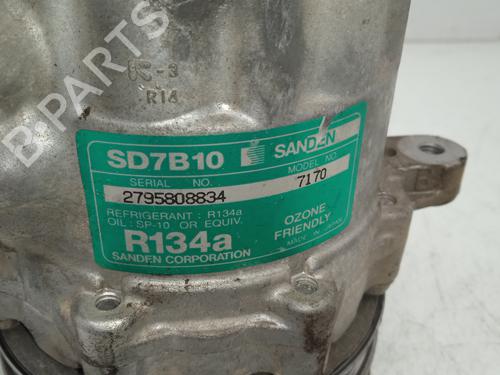 B-PARTS
R14
SD7B10 SANDEN
SERIAL NO. MODEL NO
2795808834 7170
REFRIGERANT : R134a
OIL : SP-10 OR EQUIV.
OZONE
FRIENDLY
R134a
MADE IN JAPAN
SANDEN CORPORATION